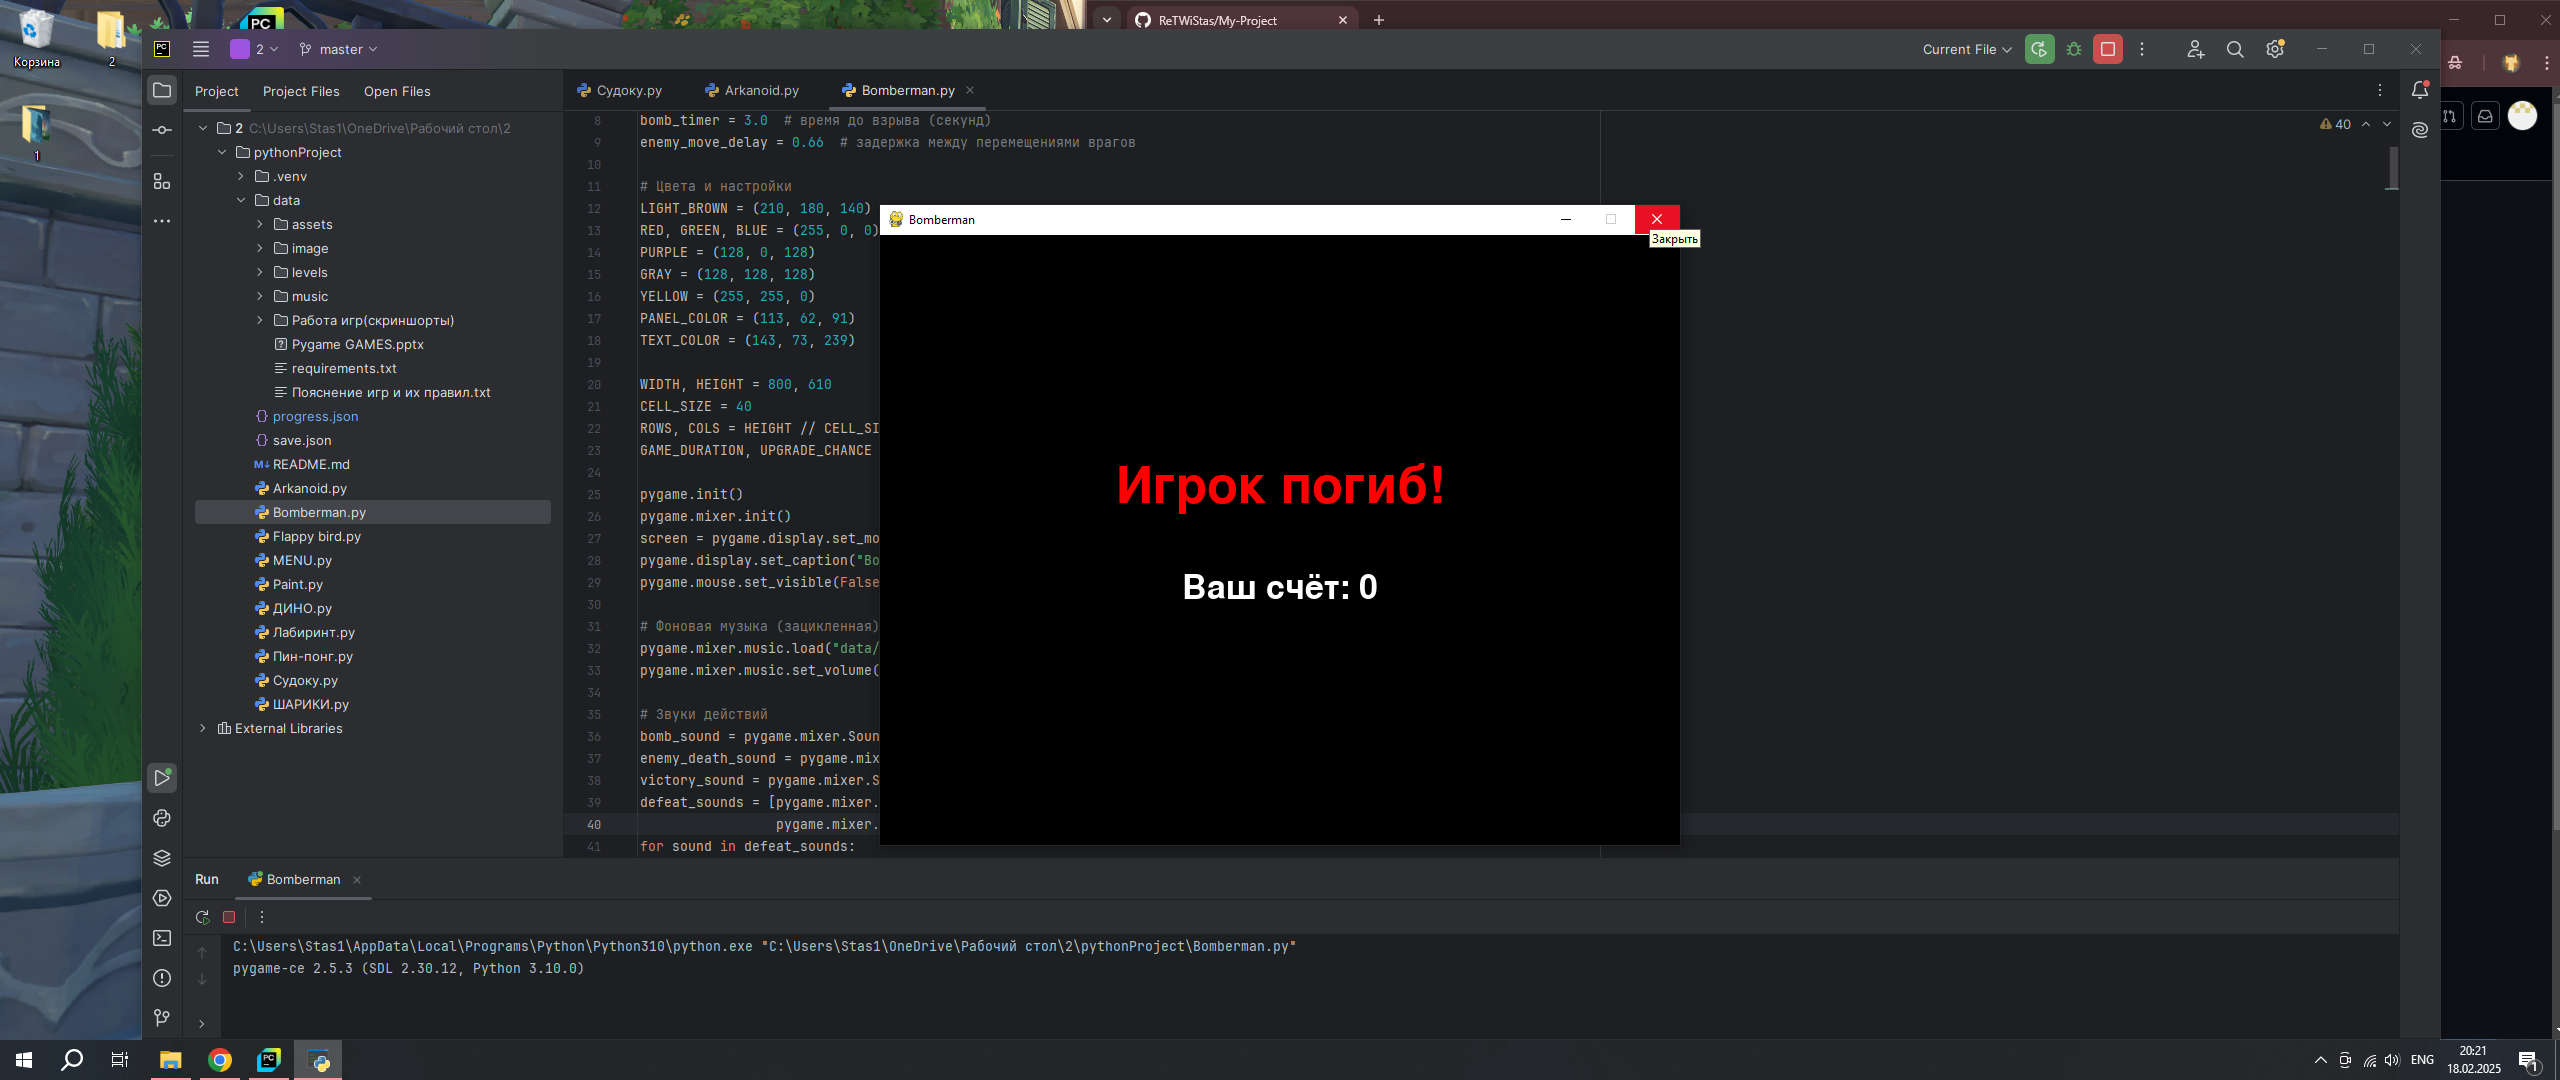 Корзина
2
1
ReTWiStas/My-Project
PC
2
master
Current File
Project
Project Files
Open Files
2 C:\Users\Stas1\OneDrive\Рабочий стол\2
pythonProject
.venv
data
assets
image
levels
music
Работа игр(скриншорты)
Pygame GAMES.pptx
requirements.txt
Пояснение игр и их правил.txt
progress.json
save.json
README.md
Arkanoid.py
Bomberman.py
Flappy bird.py
MENU.py
Paint.py
ДИНО.py
Лабиринт.py
Пин-понг.py
Судоку.py
ШАРИКИ.py
External Libraries
Судоку.py
Arkanoid.py
Bomberman.py
40
8 bomb_timer = 3.0  # время до взрыва (секунд)
9 enemy_move_delay = 0.66  # задержка между перемещениями врагов
10
11 # Цвета и настройки
12 LIGHT_BROWN = (210, 180, 140)
13 RED, GREEN, BLUE = (255, 0, 0)
14 PURPLE = (128, 0, 128)
15 GRAY = (128, 128, 128)
16 YELLOW = (255, 255, 0)
17 PANEL_COLOR = (113, 62, 91)
18 TEXT_COLOR = (143, 73, 239)
19
20 WIDTH, HEIGHT = 800, 610
21 CELL_SIZE = 40
22 ROWS, COLS = HEIGHT // CELL_SI
23 GAME_DURATION, UPGRADE_CHANCE
24
25 pygame.init()
26 pygame.mixer.init()
27 screen = pygame.display.set_mo
28 pygame.display.set_caption("Bo
29 pygame.mouse.set_visible(False
30
31 # Фоновая музыка (зацикленная)
32 pygame.mixer.music.load("data/
33 pygame.mixer.music.set_volume(
34
35 # Звуки действий
36 bomb_sound = pygame.mixer.Soun
37 enemy_death_sound = pygame.mix
38 victory_sound = pygame.mixer.S
39 defeat_sounds = [pygame.mixer.
40 pygame.mixer.
41 for sound in defeat_sounds:
Bomberman
Закрыть
Игрок погиб!
Ваш счёт: 0
Run
Bomberman
C:\Users\Stas1\AppData\Local\Programs\Python\Python310\python.exe "C:\Users\Stas1\OneDrive\Рабочий стол\2\pythonProject\Bomberman.py"
pygame-ce 2.5.3 (SDL 2.30.12, Python 3.10.0)
ENG
20:21
18.02.2025
1